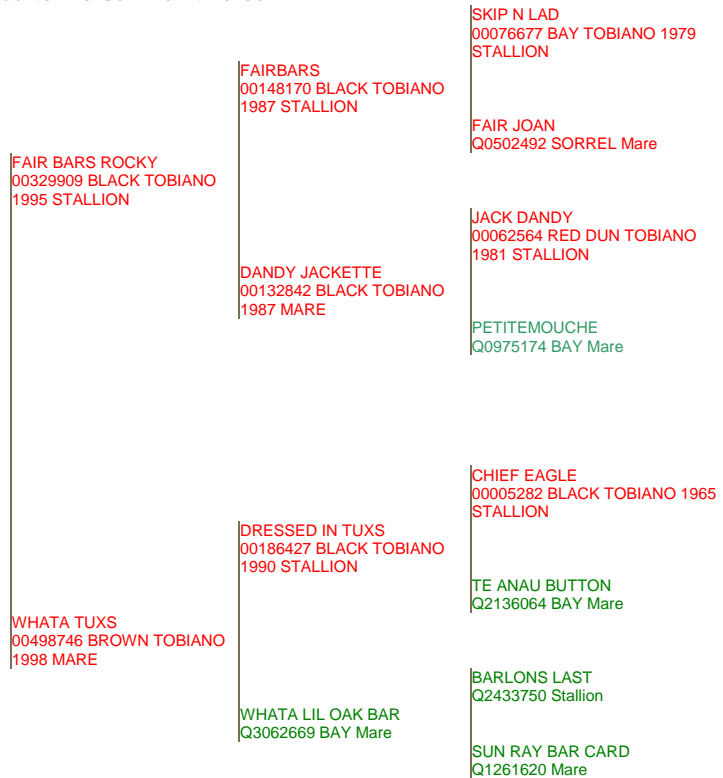 SKIP N LAD
00076677 BAY TOBIANO 1979
STALLION
FAIRBARS
00148170 BLACK TOBIANO
1987 STALLION
FAIR JOAN
Q0502492 SORREL Mare
FAIR BARS ROCKY
00329909 BLACK TOBIANO
1995 STALLION
JACK DANDY
00062564 RED DUN TOBIANO
1981 STALLION
DANDY JACKETTE
00132842 BLACK TOBIANO
1987 MARE
PETITEMOUCHE
Q0975174 BAY Mare
CHIEF EAGLE
00005282 BLACK TOBIANO 1965
STALLION
DRESSED IN TUXS
00186427 BLACK TOBIANO
1990 STALLION
TE ANAU BUTTON
Q2136064 BAY Mare
WHATA TUXS
00498746 BROWN TOBIANO
1998 MARE
BARLONS LAST
Q2433750 Stallion
WHATA LIL OAK BAR
Q3062669 BAY Mare
SUN RAY BAR CARD
Q1261620 Mare